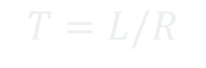 T = L/R